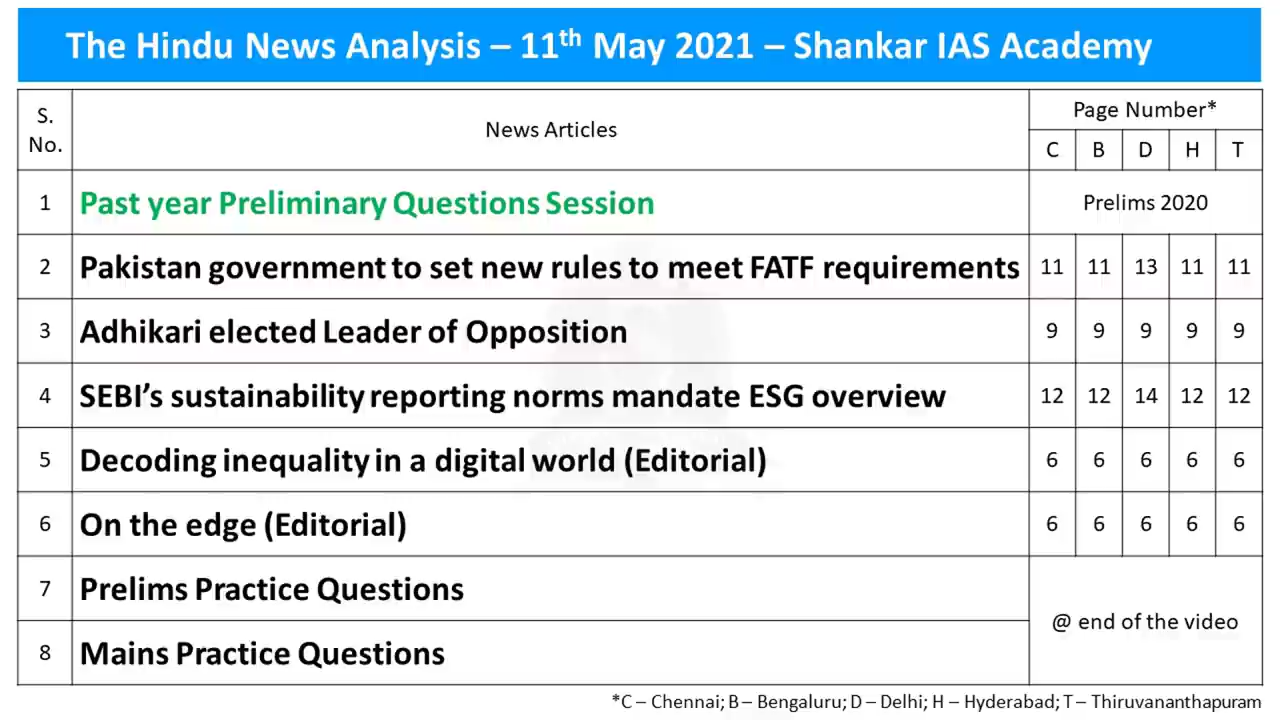 The Hindu News Analysis – 11th May 2021 – Shankar IAS Academy
S. No. News Articles Page Number*
C B D H T
1 Past year Preliminary Questions Session Prelims 2020
2 Pakistan government to set new rules to meet FATF requirements 11 11 13 11 11
3 Adhikari elected Leader of Opposition 9 9 9 9 9
4 SEBI’s sustainability reporting norms mandate ESG overview 12 12 14 12 12
5 Decoding inequality in a digital world (Editorial) 6 6 6 6 6
6 On the edge (Editorial) 6 6 6 6 6
7 Prelims Practice Questions
@ end of the video
8 Mains Practice Questions
*C – Chennai; B – Bengaluru; D – Delhi; H – Hyderabad; T – Thiruvananthapuram